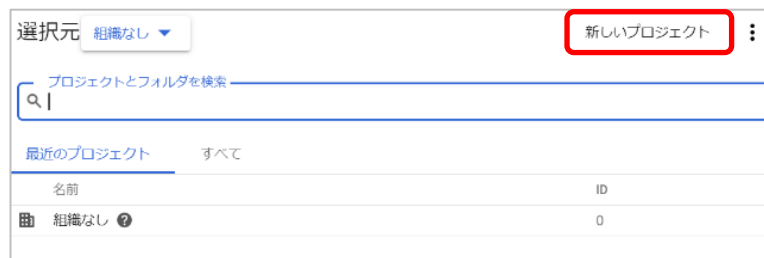 選択元 組織なし 新しいプロジェクト
プロジェクトとフォルダを検索
最近のプロジェクト すべて
名前 ID
組織なし 0